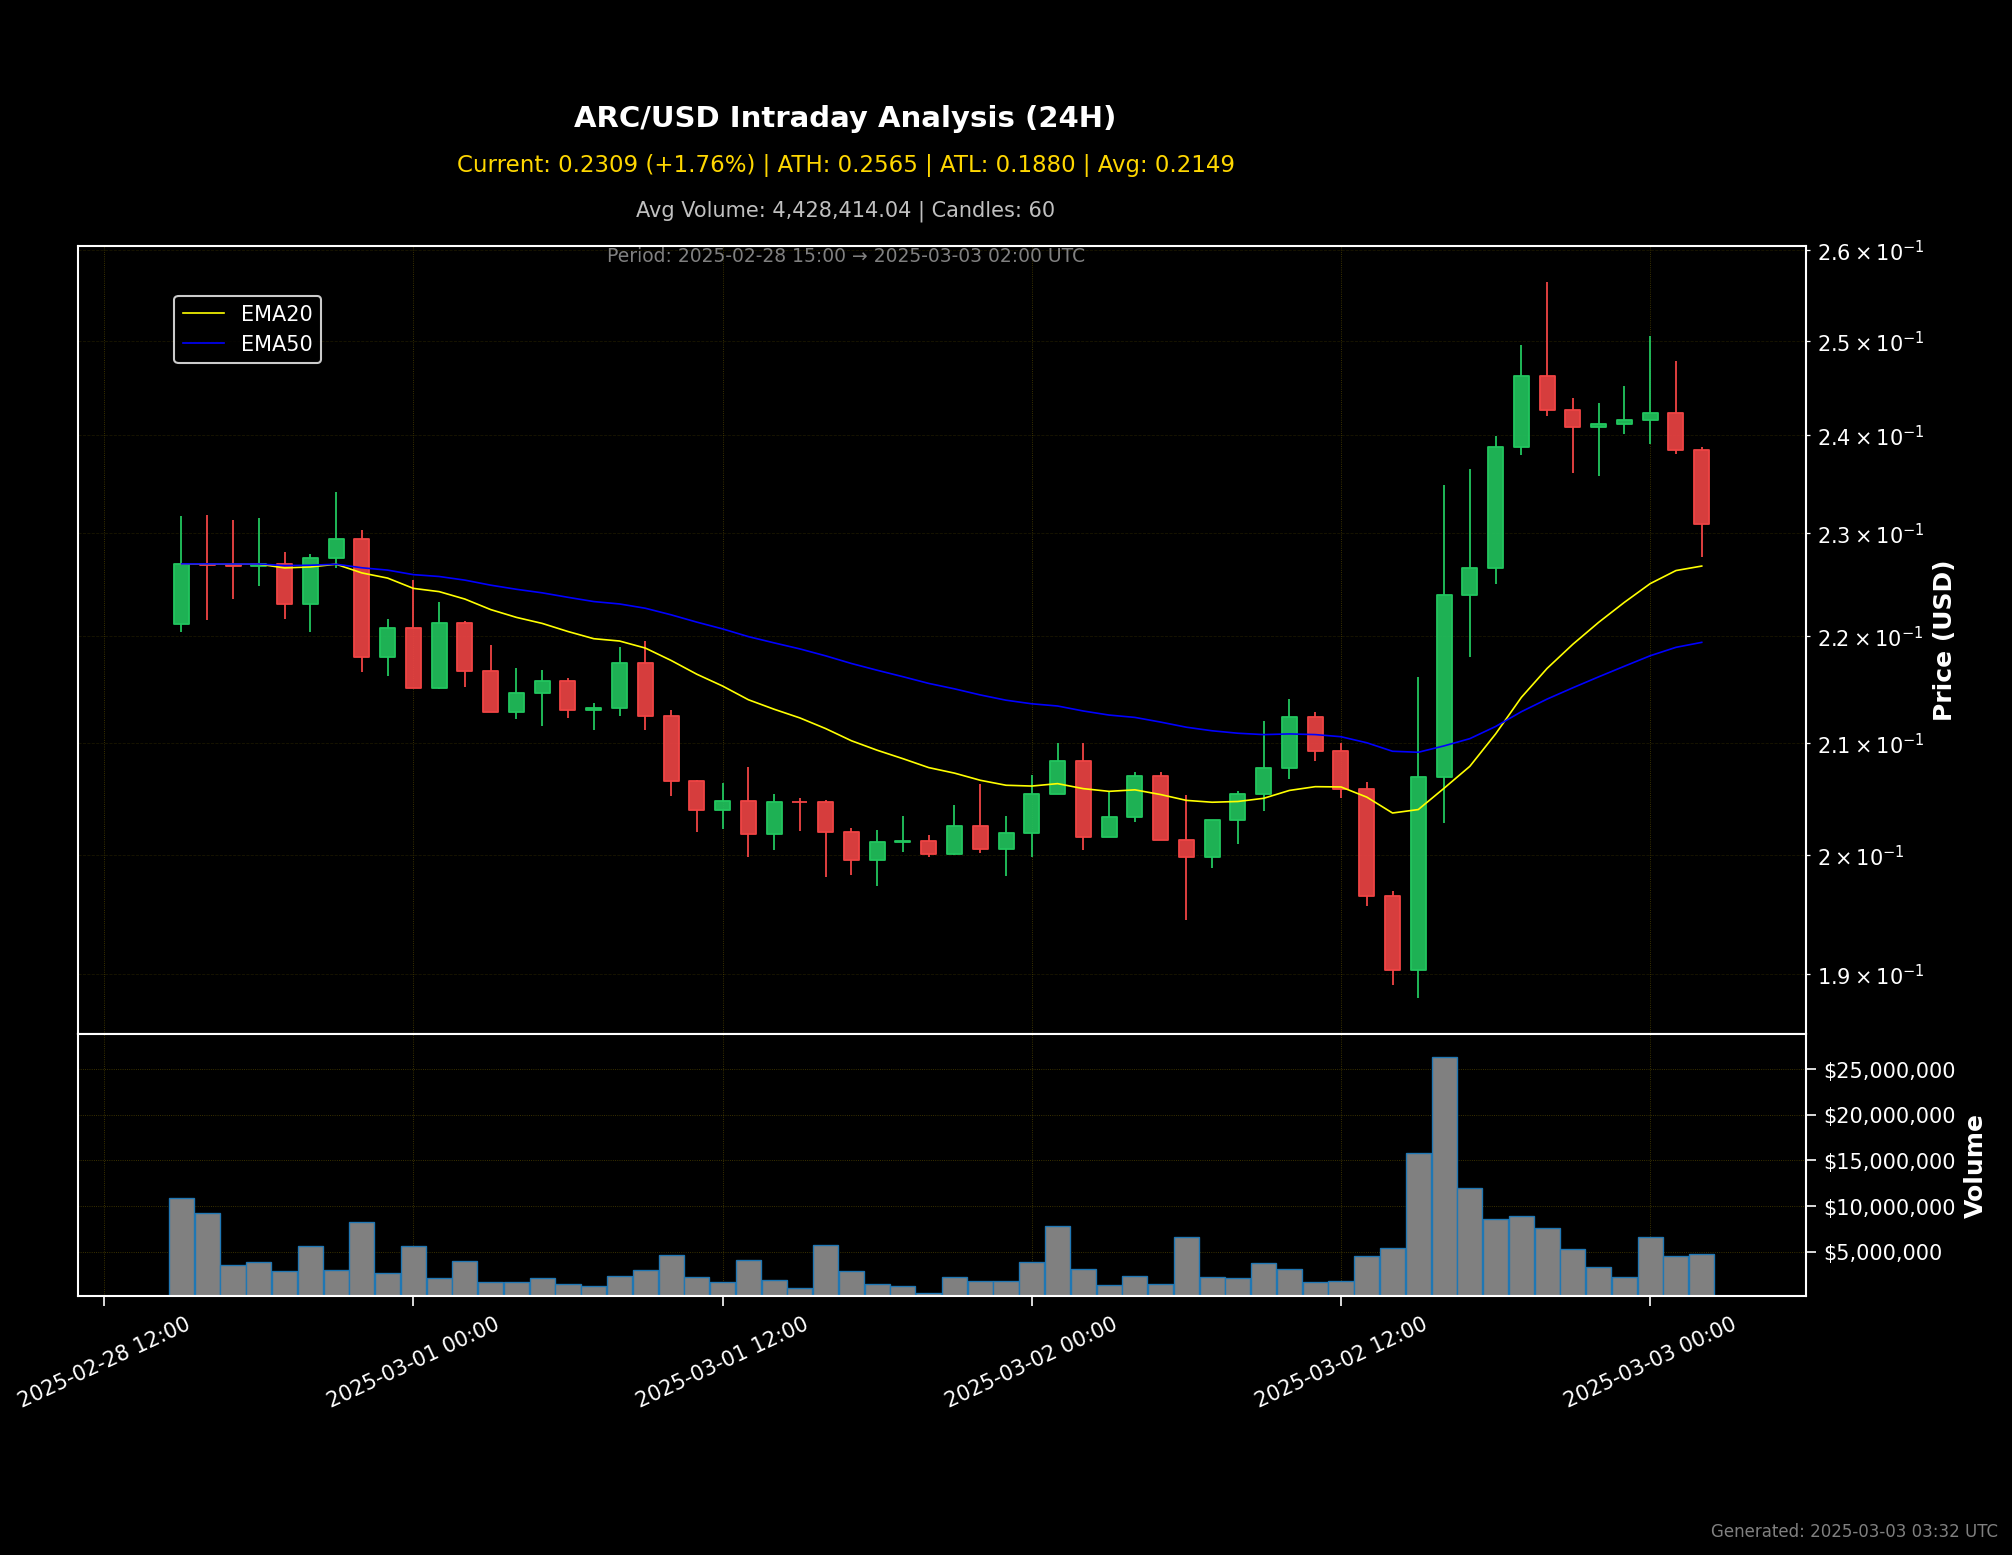 ARC/USD Intraday Analysis (24H)
Current: 0.2309 (+1.76%) | ATH: 0.2565 | ATL: 0.1880 | Avg: 0.2149
Avg Volume: 4,428,414.04 | Candles: 60
Period: 2025-02-28 15:00 → 2025-03-03 02:00 UTC
EMA20
EMA50
2.6 × 10⁻¹
2.5 × 10⁻¹
2.4 × 10⁻¹
2.3 × 10⁻¹
2.2 × 10⁻¹
2.1 × 10⁻¹
2 × 10⁻¹
1.9 × 10⁻¹
Price (USD)
$25,000,000
$20,000,000
$15,000,000
$10,000,000
$5,000,000
Volume
2025-02-28 12:00
2025-03-01 00:00
2025-03-01 12:00
2025-03-02 00:00
2025-03-02 12:00
2025-03-03 00:00
Generated: 2025-03-03 03:32 UTC